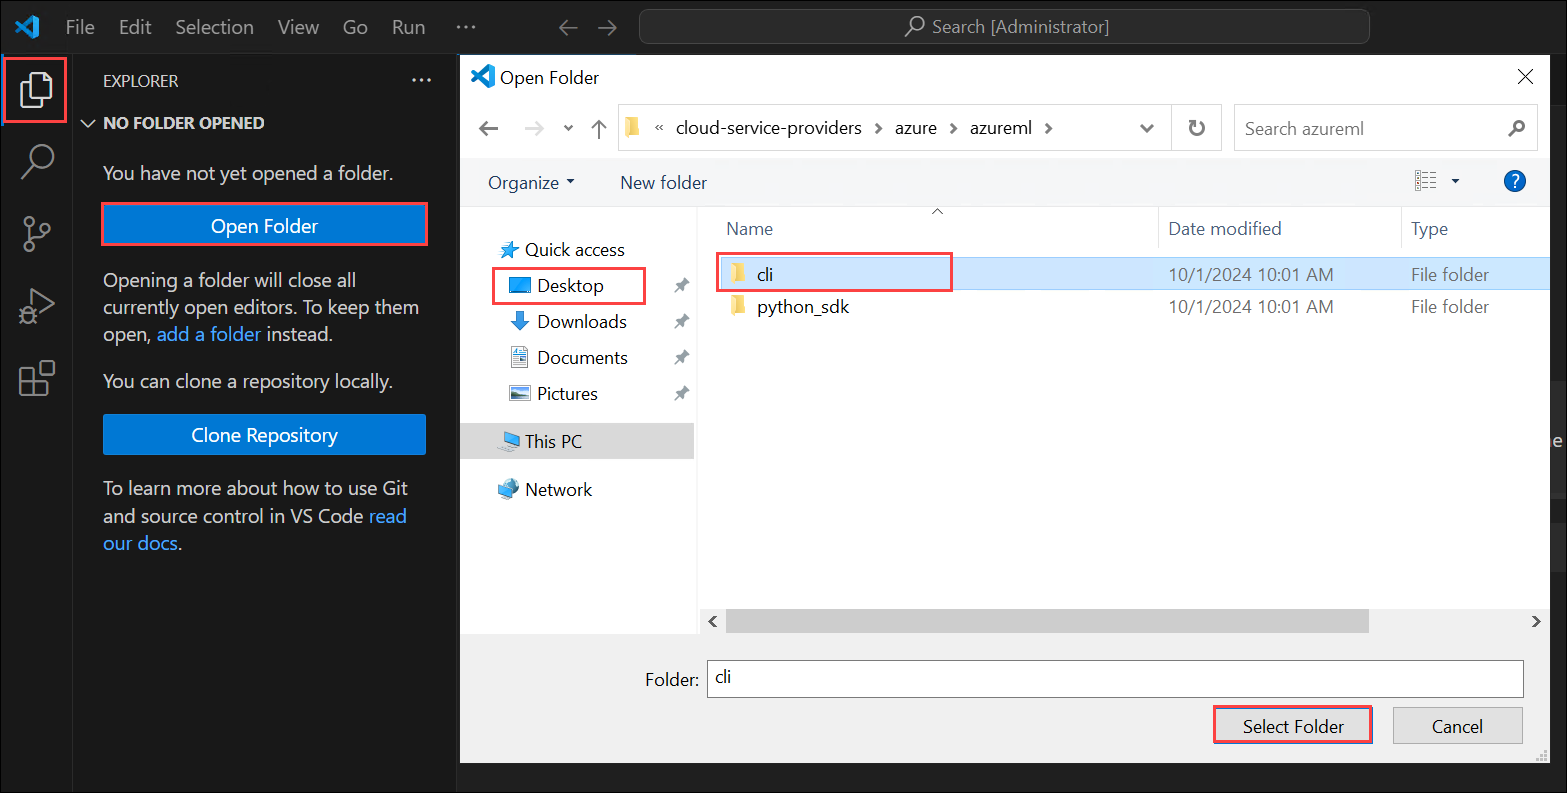 File Edit Selection View Go Run ···
Search [Administrator]
EXPLORER ···
NO FOLDER OPENED
You have not yet opened a folder.
Open Folder
Opening a folder will close all
currently open editors. To keep them
open, add a folder instead.
You can clone a repository locally.
Clone Repository
To learn more about how to use Git
and source control in VS Code read
our docs.
Open Folder
« cloud-service-providers > azure > azureml >
Search azureml
Organize New folder
?
Quick access
Desktop
Downloads
Documents
Pictures
This PC
Network
Name Date modified Type
cli 10/1/2024 10:01 AM File folder
python_sdk 10/1/2024 10:01 AM File folder
Folder: cli
Select Folder Cancel